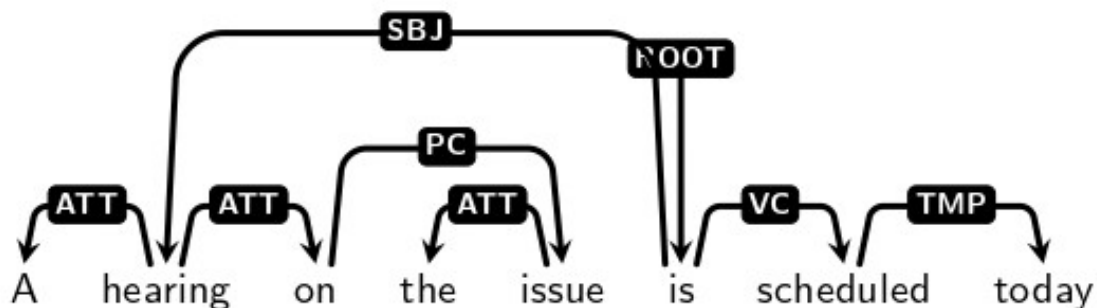 SBJ
ROOT
PC
ATT ATT ATT VC TMP
A hearing on the issue is scheduled today